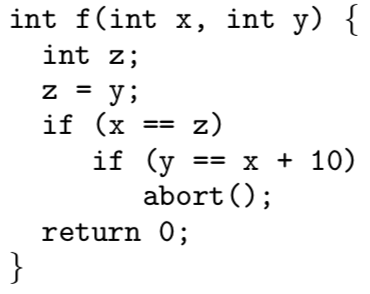 int f(int x, int y) {
  int z;
  z = y;
  if (x == z)
     if (y == x + 10)
        abort();
  return 0;
}